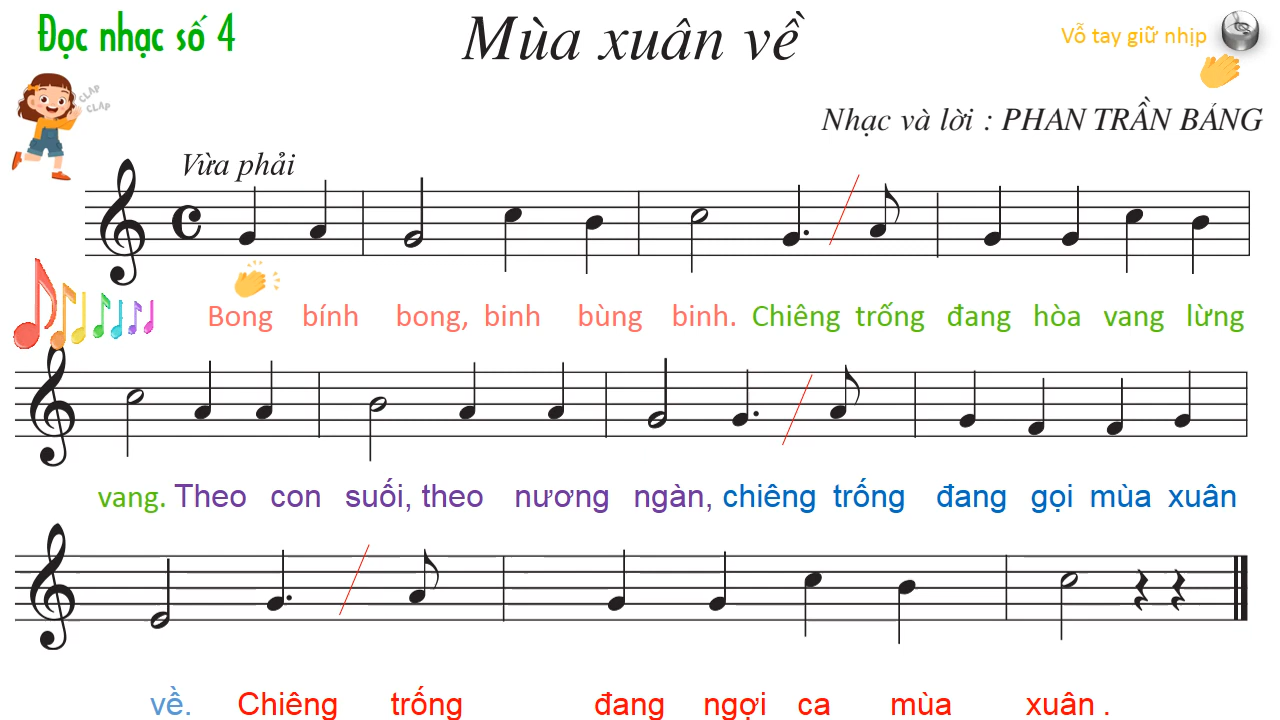 Đọc nhạc số 4
Mùa xuân về
Vỗ tay giữ nhịp
CLAP
CLAP
Nhạc và lời : PHAN TRẦN BẢNG
Vừa phải
Bong bính bong, binh bùng binh. Chiêng trống đang hòa vang lừng
vang. Theo con suối, theo nương ngàn, chiêng trống đang gọi mùa xuân
về. Chiêng trống đang ngợi ca mùa xuân .